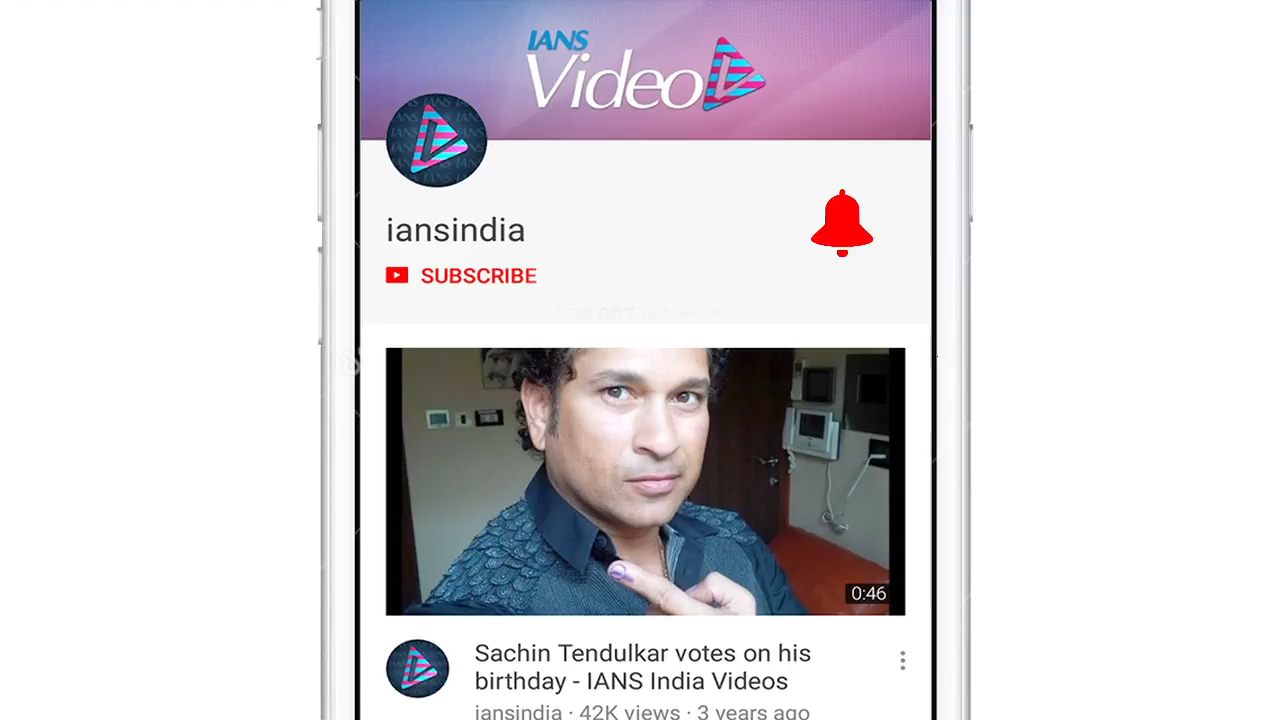 IANS
Video
iansindia
SUBSCRIBE
0:46
Sachin Tendulkar votes on his
birthday - IANS India Videos
iansindia · 42K views · 3 years ago